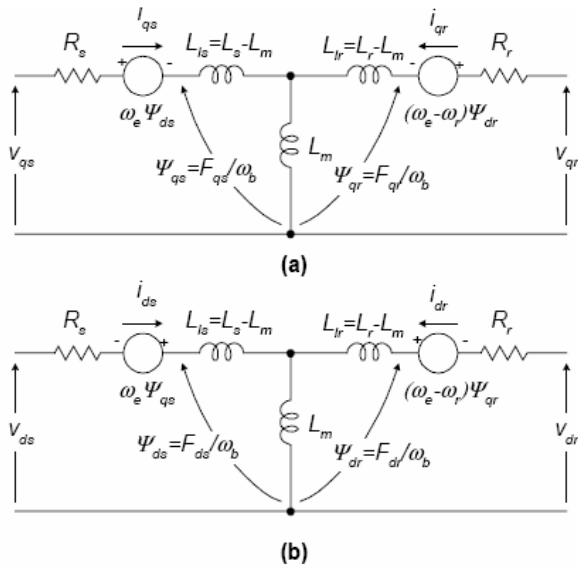 I_qs i_qr
R_s L_ls=L_s-L_m L_lr=L_r-L_m R_r
+ - - +
ω_e Ψ_ds (ω_e-ω_r)Ψ_dr
v_qs Ψ_qs=F_qs/ω_b L_m Ψ_qr=F_qr/ω_b v_qr
(a)
i_ds i_dr
R_s L_ls=L_s-L_m L_lr=L_r-L_m R_r
- + + -
ω_e Ψ_qs (ω_e-ω_r)Ψ_qr
v_ds Ψ_ds=F_ds/ω_b L_m Ψ_dr=F_dr/ω_b v_dr
(b)